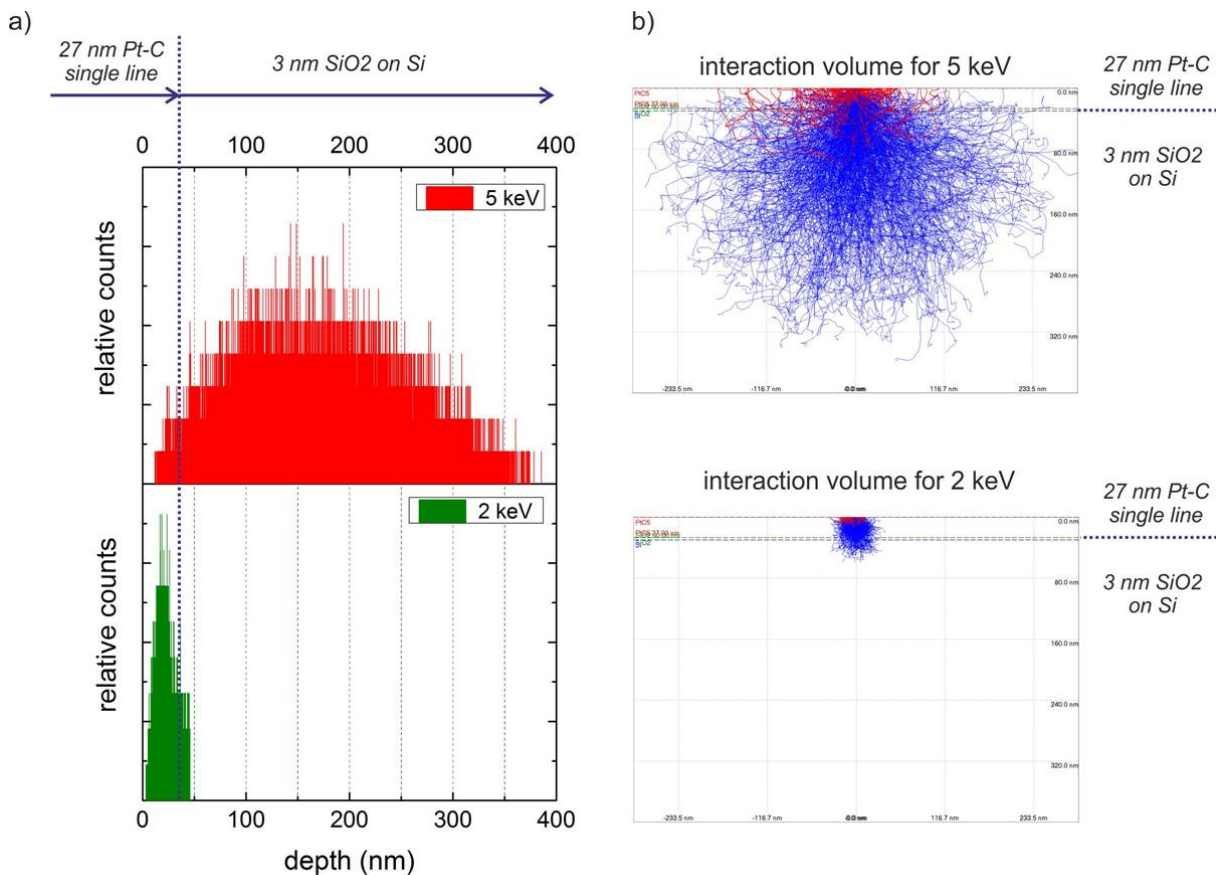 a)
27 nm Pt-C
single line
3 nm SiO2 on Si
0 100 200 300 400
5 keV
relative counts
2 keV
relative counts
0 100 200 300 400
depth (nm)
b)
interaction volume for 5 keV
27 nm Pt-C
single line
3 nm SiO2
on Si
PtC5
SiO2
Si
0.0 nm
80.0 nm
160.0 nm
240.0 nm
320.0 nm
-233.5 nm -116.7 nm -0.0 nm 116.7 nm 233.5 nm
interaction volume for 2 keV
27 nm Pt-C
single line
3 nm SiO2
on Si
PtC5
SiO2
Si
0.0 nm
80.0 nm
160.0 nm
240.0 nm
320.0 nm
-233.5 nm -116.7 nm -0.0 nm 116.7 nm 233.5 nm